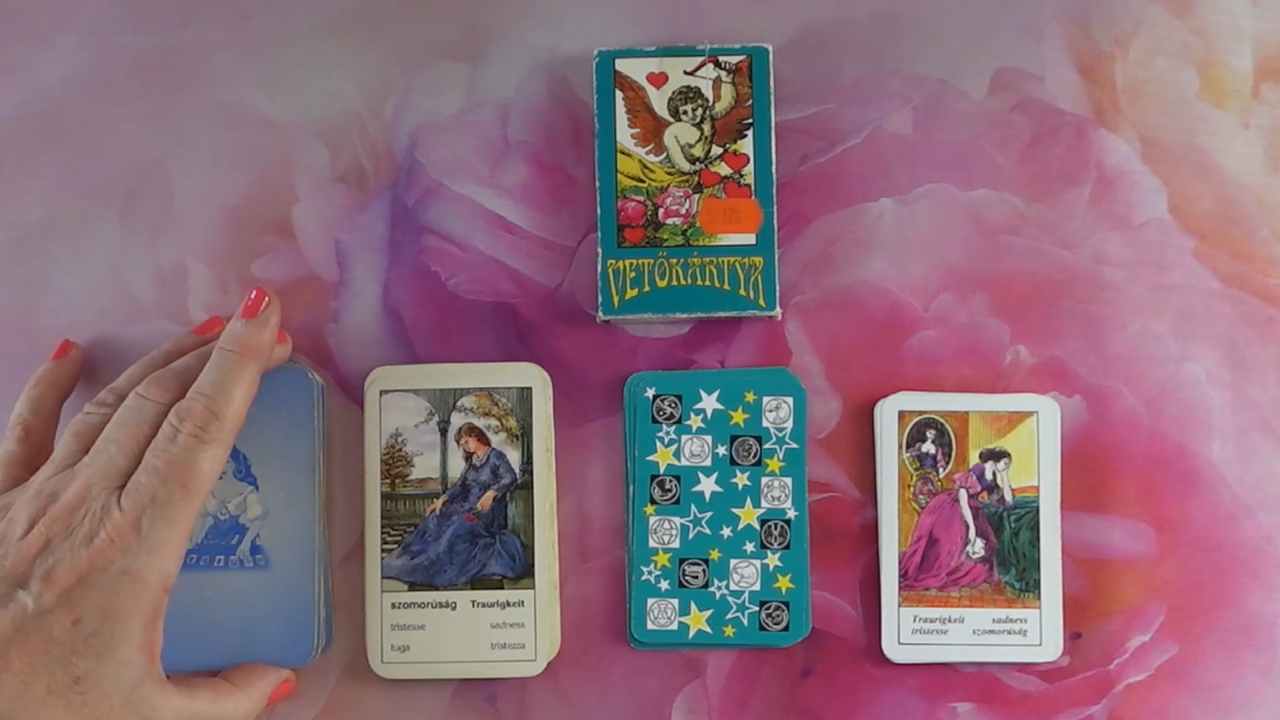 VETŐKÁRTYA
szomorúság Traurigkeit
tristesse sadness
tuga tristezza
Traurigkeit sadness
tristesse szomorúság